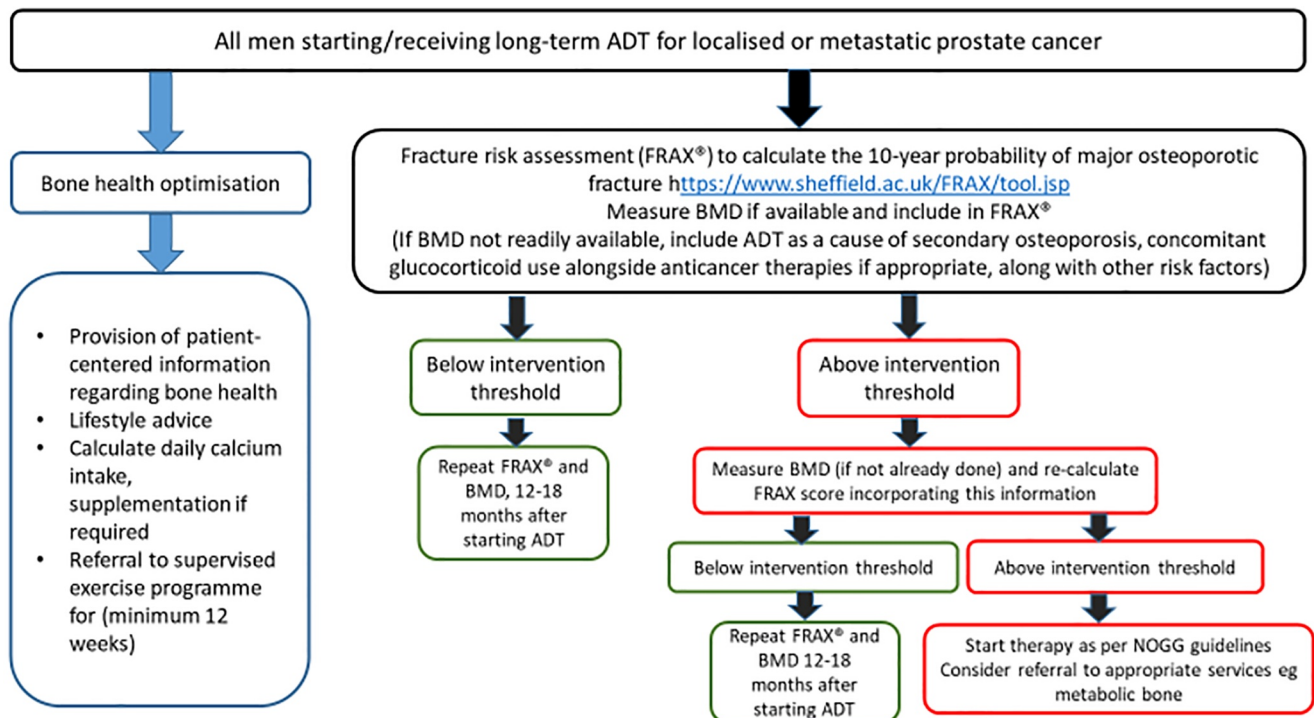 All men starting/receiving long-term ADT for localised or metastatic prostate cancer
Bone health optimisation
• Provision of patient-
centered information
regarding bone health
• Lifestyle advice
• Calculate daily calcium
intake,
supplementation if
required
• Referral to supervised
exercise programme
for (minimum 12
weeks)
Fracture risk assessment (FRAX®) to calculate the 10-year probability of major osteoporotic
fracture https://www.sheffield.ac.uk/FRAX/tool.jsp
Measure BMD if available and include in FRAX®
(If BMD not readily available, include ADT as a cause of secondary osteoporosis, concomitant
glucocorticoid use alongside anticancer therapies if appropriate, along with other risk factors)
Below intervention
threshold
Repeat FRAX® and
BMD, 12-18
months after
starting ADT
Above intervention
threshold
Measure BMD (if not already done) and re-calculate
FRAX score incorporating this information
Below intervention threshold
Repeat FRAX® and
BMD 12-18
months after
starting ADT
Above intervention threshold
Start therapy as per NOGG guidelines
Consider referral to appropriate services eg
metabolic bone